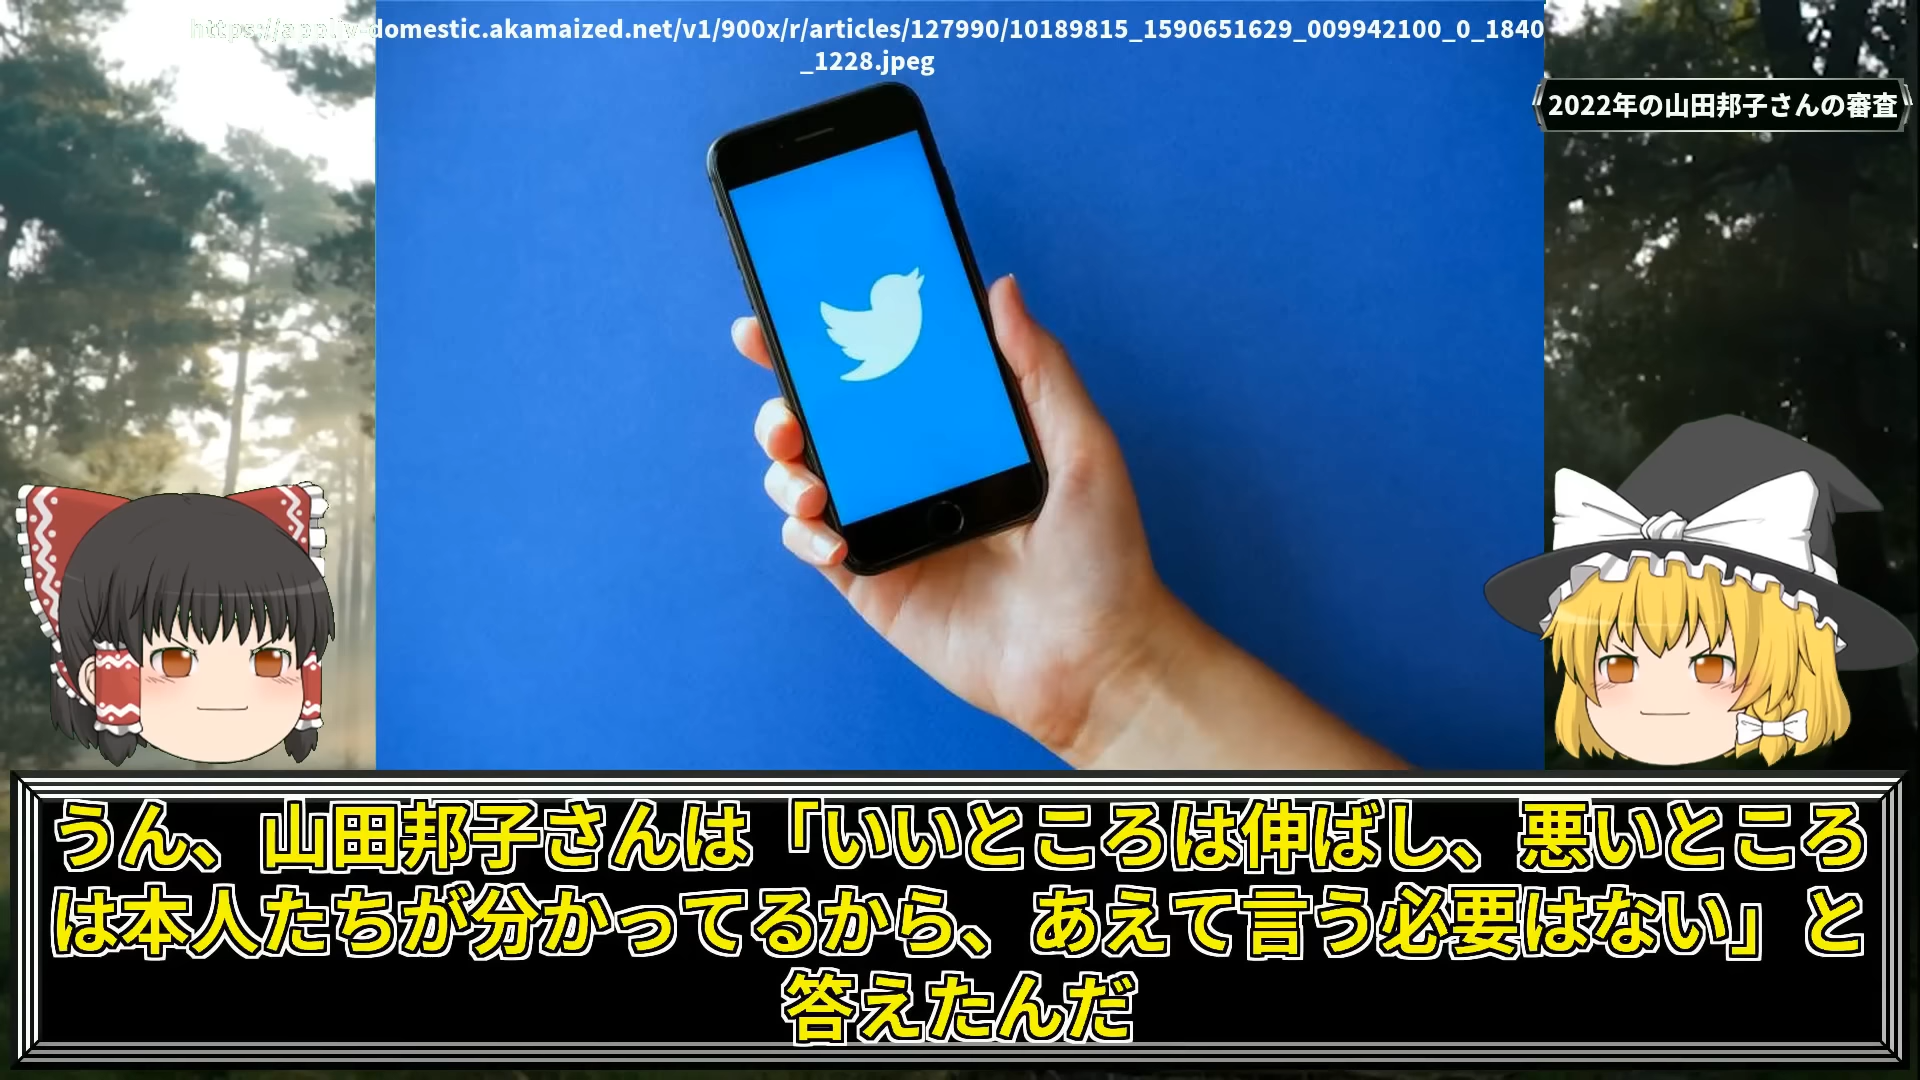 https://appliv-domestic.akamaized.net/v1/900x/r/articles/127990/10189815_1590651629_009942100_0_1840
_1228.jpeg
2022年の山田邦子さんの審査
うん、山田邦子さんは「いいところは伸ばし、悪いところ
は本人たちが分かってるから、あえて言う必要はない」と
答えたんだ